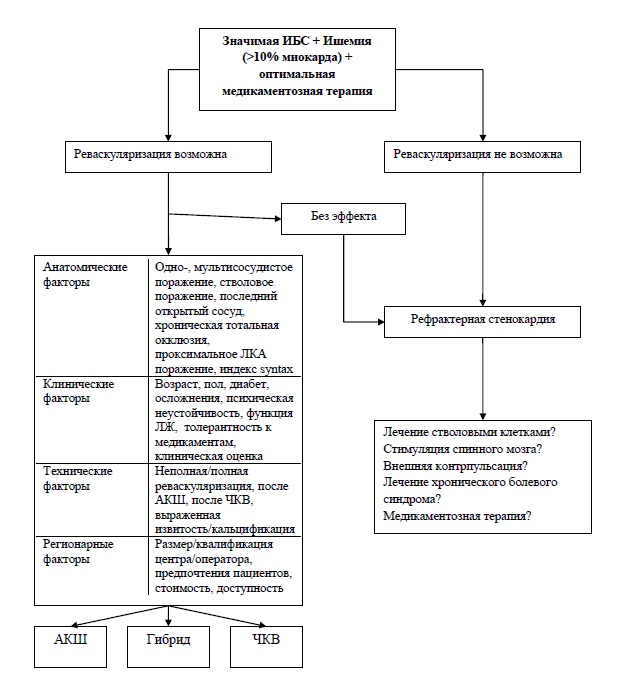 Значимая ИБС + Ишемия
(>10% миокарда) +
оптимальная
медикаментозная терапия
Реваскуляризация возможна
Реваскуляризация не возможна
Без эффекта
Анатомические
факторы
Одно-, мультисосудистое
поражение, стволовое
поражение, последний
открытый сосуд,
хроническая тотальная
окклюзия,
проксимальное ЛКА
поражение, индекс syntax
Клинические
факторы
Возраст, пол, диабет,
осложнения, психическая
неустойчивость, функция
ЛЖ, толерантность к
медикаментам,
клиническая оценка
Технические
факторы
Неполная/полная
реваскуляризация, после
АКШ, после ЧКВ,
выраженная
извитость/кальцификация
Регионарные
факторы
Размер/квалификация
центра/оператора,
предпочтения пациентов,
стоимость, доступность
Рефрактерная стенокардия
Лечение стволовыми клетками?
Стимуляция спинного мозга?
Внешняя контрпульсация?
Лечение хронического болевого
синдрома?
Медикаментозная терапия?
АКШ
Гибрид
ЧКВ